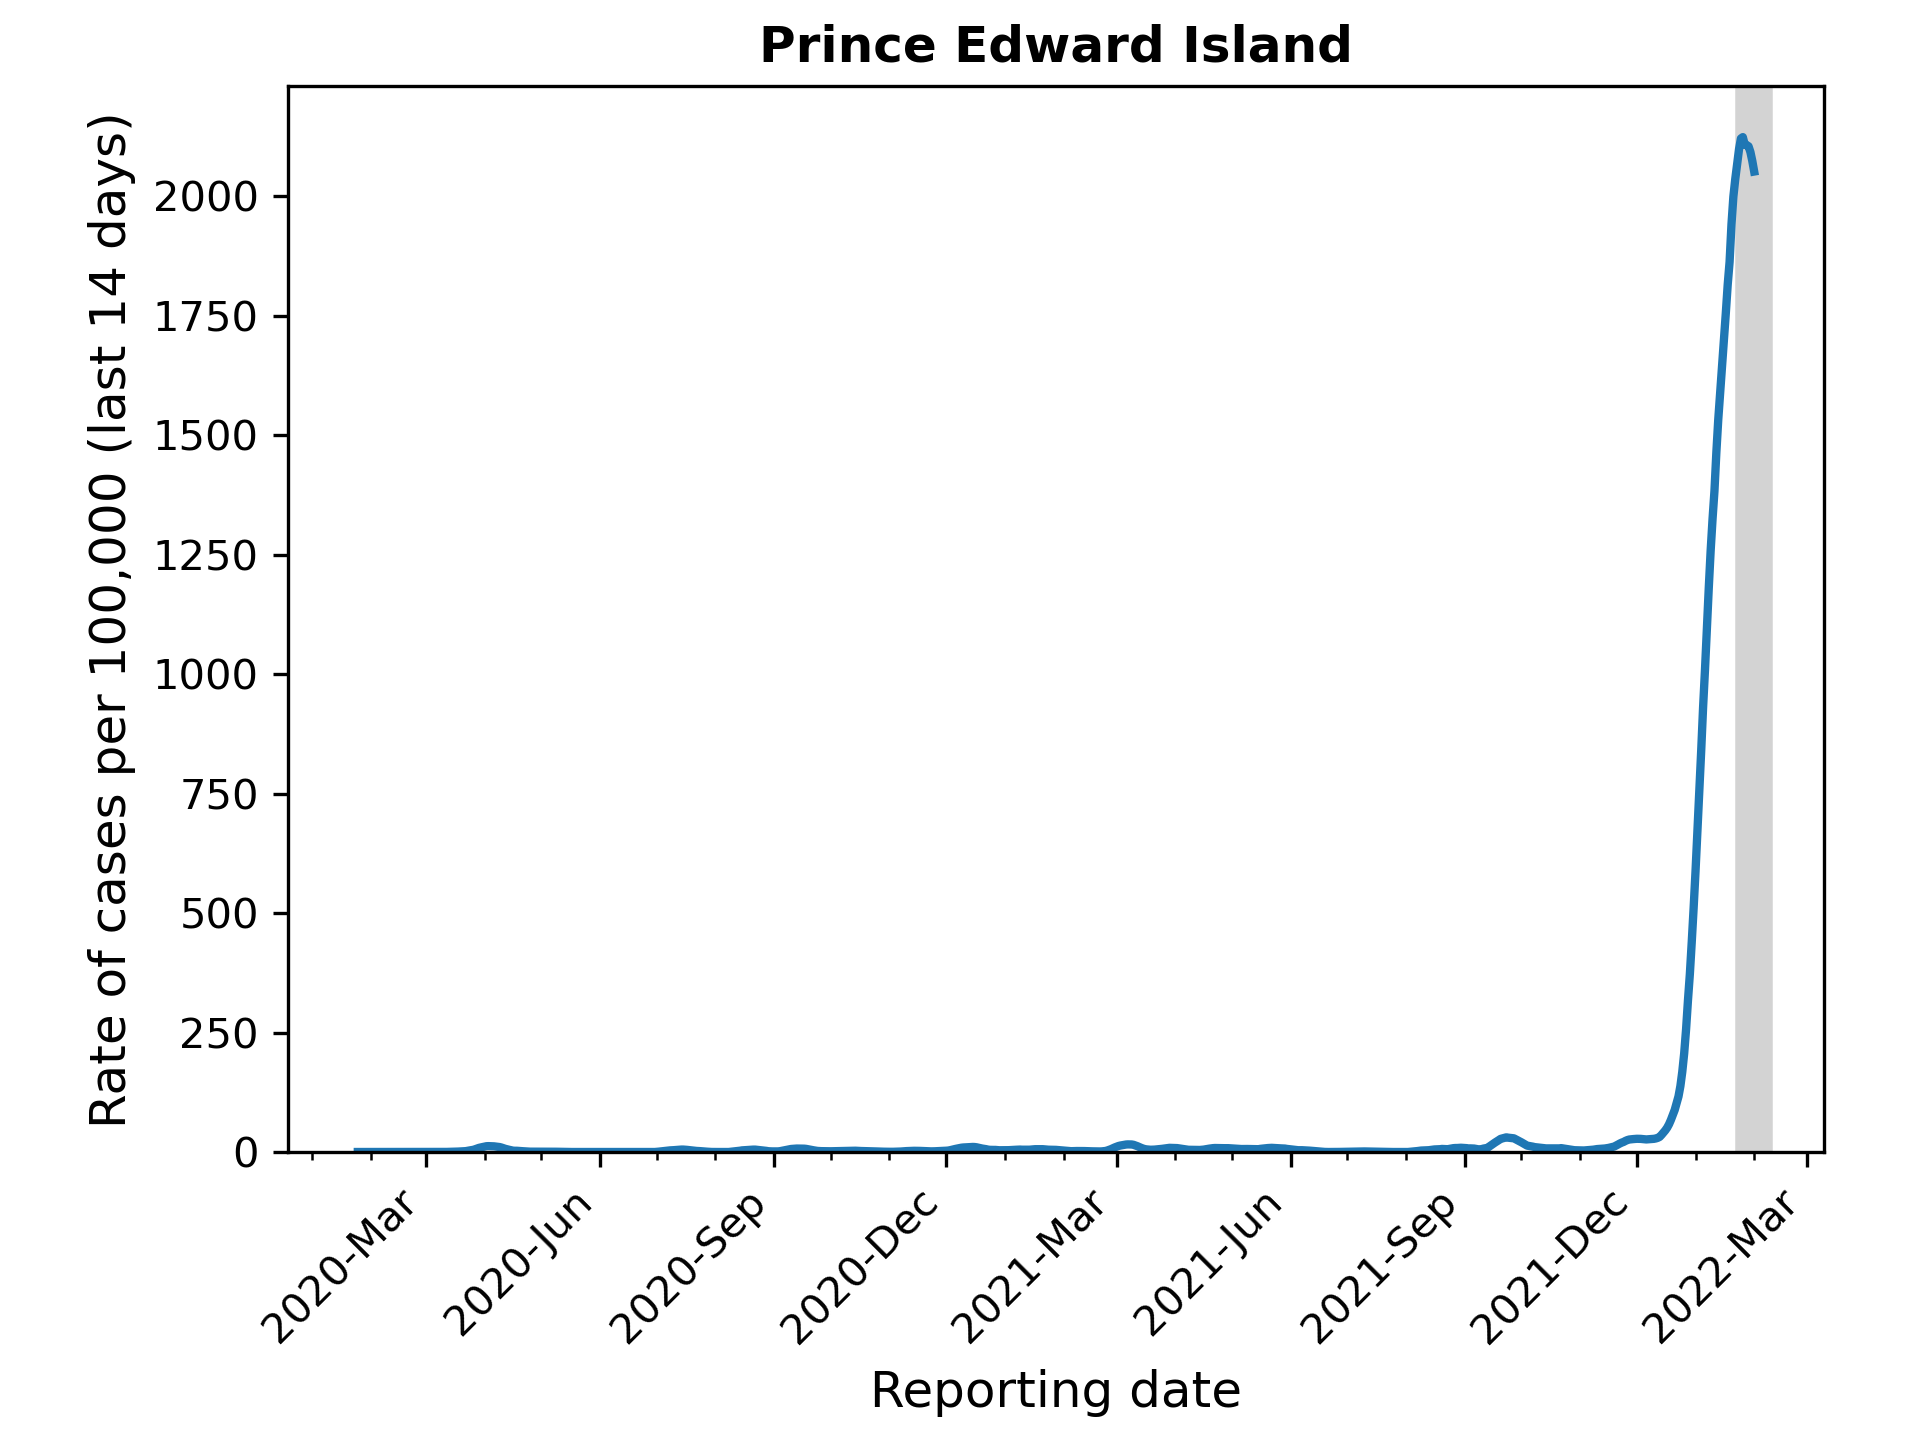 Prince Edward Island
Rate of cases per 100,000 (last 14 days)
2000
1750
1500
1250
1000
750
500
250
0
2020-Mar
2020-Jun
2020-Sep
2020-Dec
2021-Mar
2021-Jun
2021-Sep
2021-Dec
2022-Mar
Reporting date